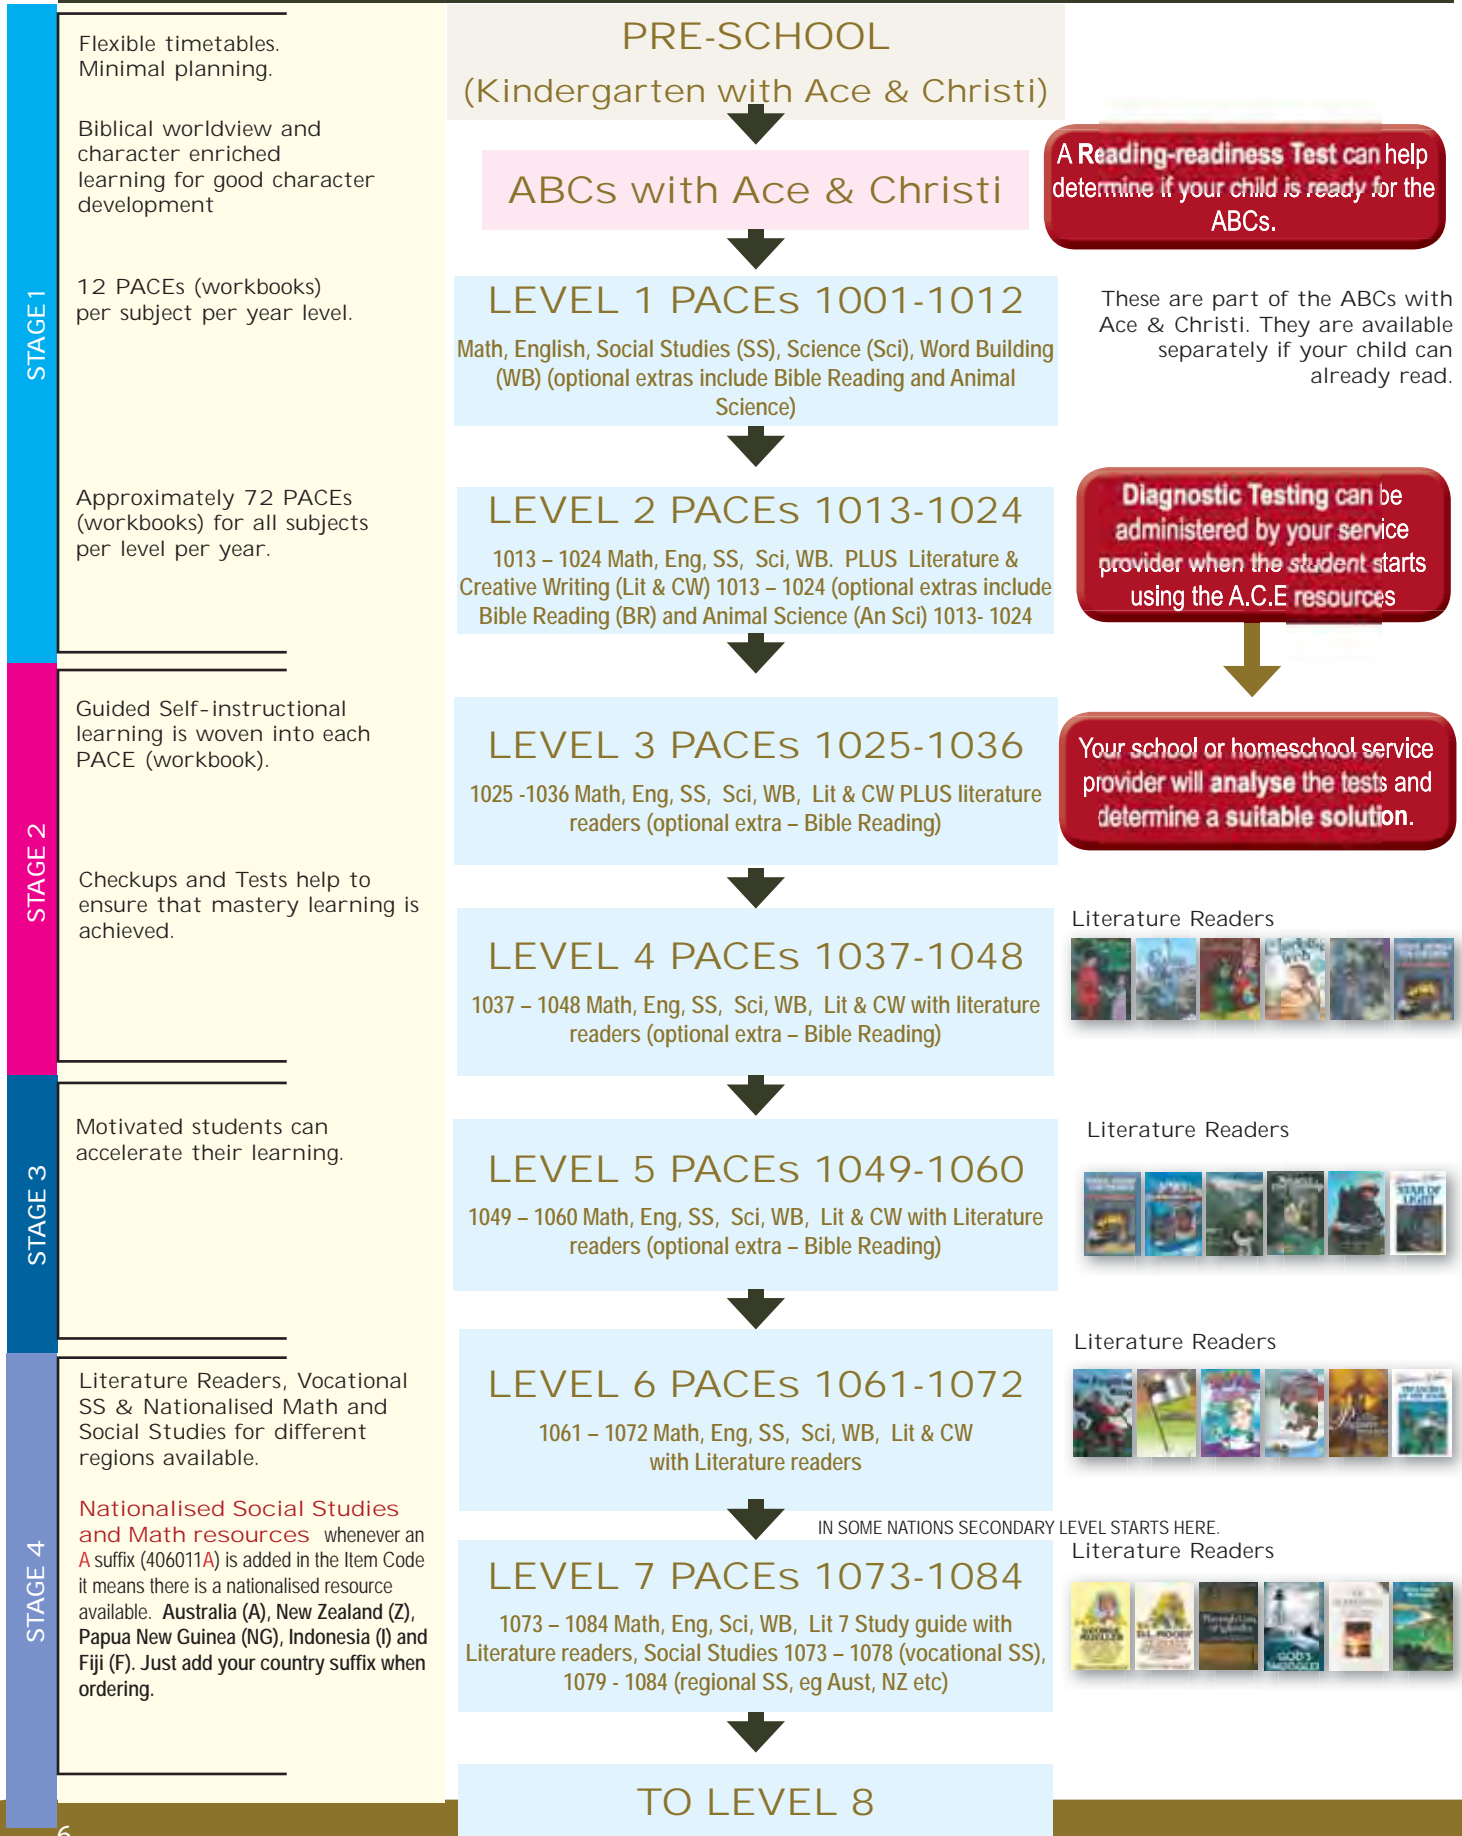 STAGE 1
Flexible timetables.
Minimal planning.
Biblical worldview and
character enriched
learning for good character
development
12 PACEs (workbooks)
per subject per year level.
Approximately 72 PACEs
(workbooks) for all subjects
per level per year.
STAGE 2
Guided Self-instructional
learning is woven into each
PACE (workbook).
Checkups and Tests help to
ensure that mastery learning is
achieved.
STAGE 3
Motivated students can
accelerate their learning.
STAGE 4
Literature Readers, Vocational
SS & Nationalised Math and
Social Studies for different
regions available.
Nationalised Social Studies
and Math resources whenever an
A suffix (406011A) is added in the Item Code
it means there is a nationalised resource
available. Australia (A), New Zealand (Z),
Papua New Guinea (NG), Indonesia (I) and
Fiji (F). Just add your country suffix when
ordering.
PRE-SCHOOL
(Kindergarten with Ace & Christi)
ABCs with Ace & Christi
A Reading-readiness Test can help
determine if your child is ready for the
ABCs.
LEVEL 1 PACEs 1001-1012
Math, English, Social Studies (SS), Science (Sci), Word Building
(WB) (optional extras include Bible Reading and Animal
Science)
These are part of the ABCs with
Ace & Christi. They are available
separately if your child can
already read.
LEVEL 2 PACEs 1013-1024
1013 – 1024 Math, Eng, SS, Sci, WB. PLUS Literature &
Creative Writing (Lit & CW) 1013 – 1024 (optional extras include
Bible Reading (BR) and Animal Science (An Sci) 1013- 1024
Diagnostic Testing can be
administered by your service
provider when the student starts
using the A.C.E resources
LEVEL 3 PACEs 1025-1036
1025 -1036 Math, Eng, SS, Sci, WB, Lit & CW PLUS literature
readers (optional extra – Bible Reading)
Your school or homeschool service
provider will analyse the tests and
determine a suitable solution.
LEVEL 4 PACEs 1037-1048
1037 – 1048 Math, Eng, SS, Sci, WB, Lit & CW with literature
readers (optional extra – Bible Reading)
Literature Readers
LEVEL 5 PACEs 1049-1060
1049 – 1060 Math, Eng, SS, Sci, WB, Lit & CW with Literature
readers (optional extra – Bible Reading)
Literature Readers
STAR OF
LIGHT
LEVEL 6 PACEs 1061-1072
1061 – 1072 Math, Eng, SS, Sci, WB, Lit & CW
with Literature readers
Literature Readers
IN SOME NATIONS SECONDARY LEVEL STARTS HERE.
LEVEL 7 PACEs 1073-1084
1073 – 1084 Math, Eng, Sci, WB, Lit 7 Study guide with
Literature readers, Social Studies 1073 – 1078 (vocational SS),
1079 - 1084 (regional SS, eg Aust, NZ etc)
Literature Readers
GOD'S
SMUGGLER
TO LEVEL 8
6